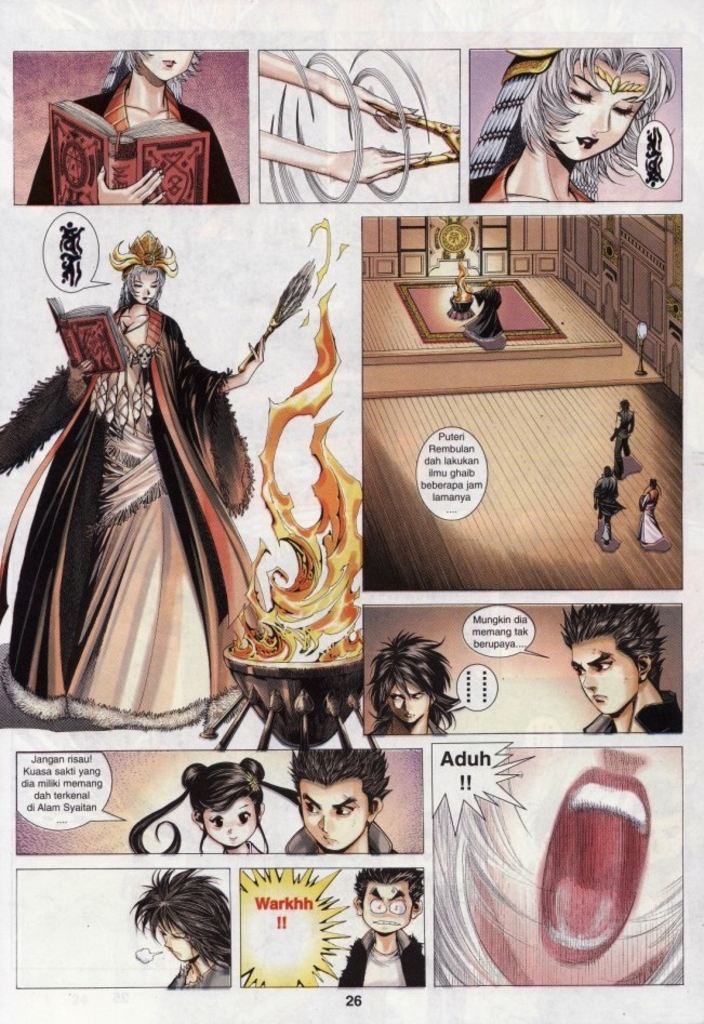 Puteri
Rembulan
dah lakukan
ilmu ghaib
beberapa jam
lamanya
....
Mungkin dia
memang tak
berupaya....
Jangan risau!
Kuasa sakti yang
dia miliki memang
dah terkenal
di Alam Syaitan
....
Aduh
!!
Warkhh
!!
26